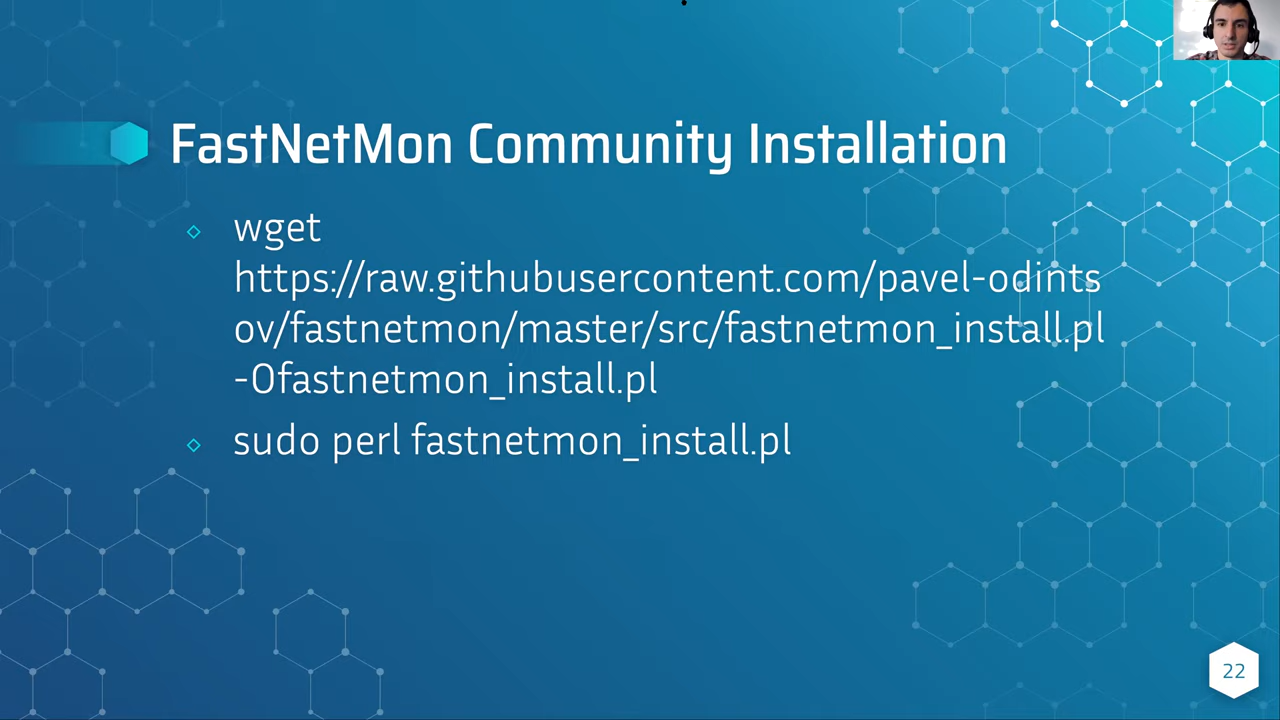 FastNetMon Community Installation
wget
https://raw.githubusercontent.com/pavel-odints
ov/fastnetmon/master/src/fastnetmon_install.pl
-Ofastnetmon_install.pl
sudo perl fastnetmon_install.pl
22